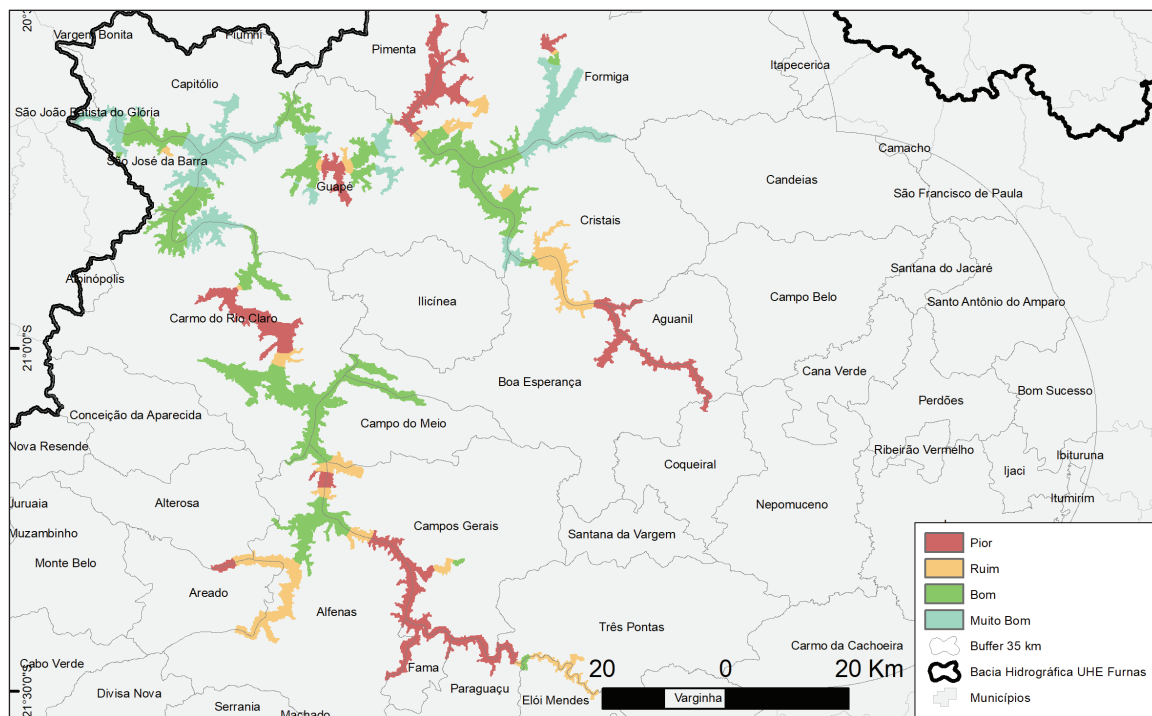 Vargem Bonita
Piumhi
Pimenta
Capitólio
Formiga
Itapecerica
São João Batista do Glória
São José da Barra
Camacho
Guapé
Candeias
São Francisco de Paula
Cristais
Alpinópolis
Santana do Jacaré
Ilicínea
Campo Belo
Santo Antônio do Amparo
Carmo do Rio Claro
Aguanil
21°0'0"S
Cana Verde
Boa Esperança
Bom Sucesso
Perdões
Conceição da Aparecida
Campo do Meio
Nova Resende
Ribeirão Vermelho
Ibituruna
Coqueiral
Ijaci
Juruaia
Alterosa
Nepomuceno
Itumirim
Muzambinho
Campos Gerais
Santana da Vargem
Monte Belo
Areado
Alfenas
Três Pontas
Carmo da Cachoeira
Cabo Verde
Fama
Divisa Nova
Paraguaçu
Elói Mendes
Varginha
Serrania
Machado
20 0 20 Km
Pior
Ruim
Bom
Muito Bom
Buffer 35 km
Bacia Hidrográfica UHE Furnas
Municípios